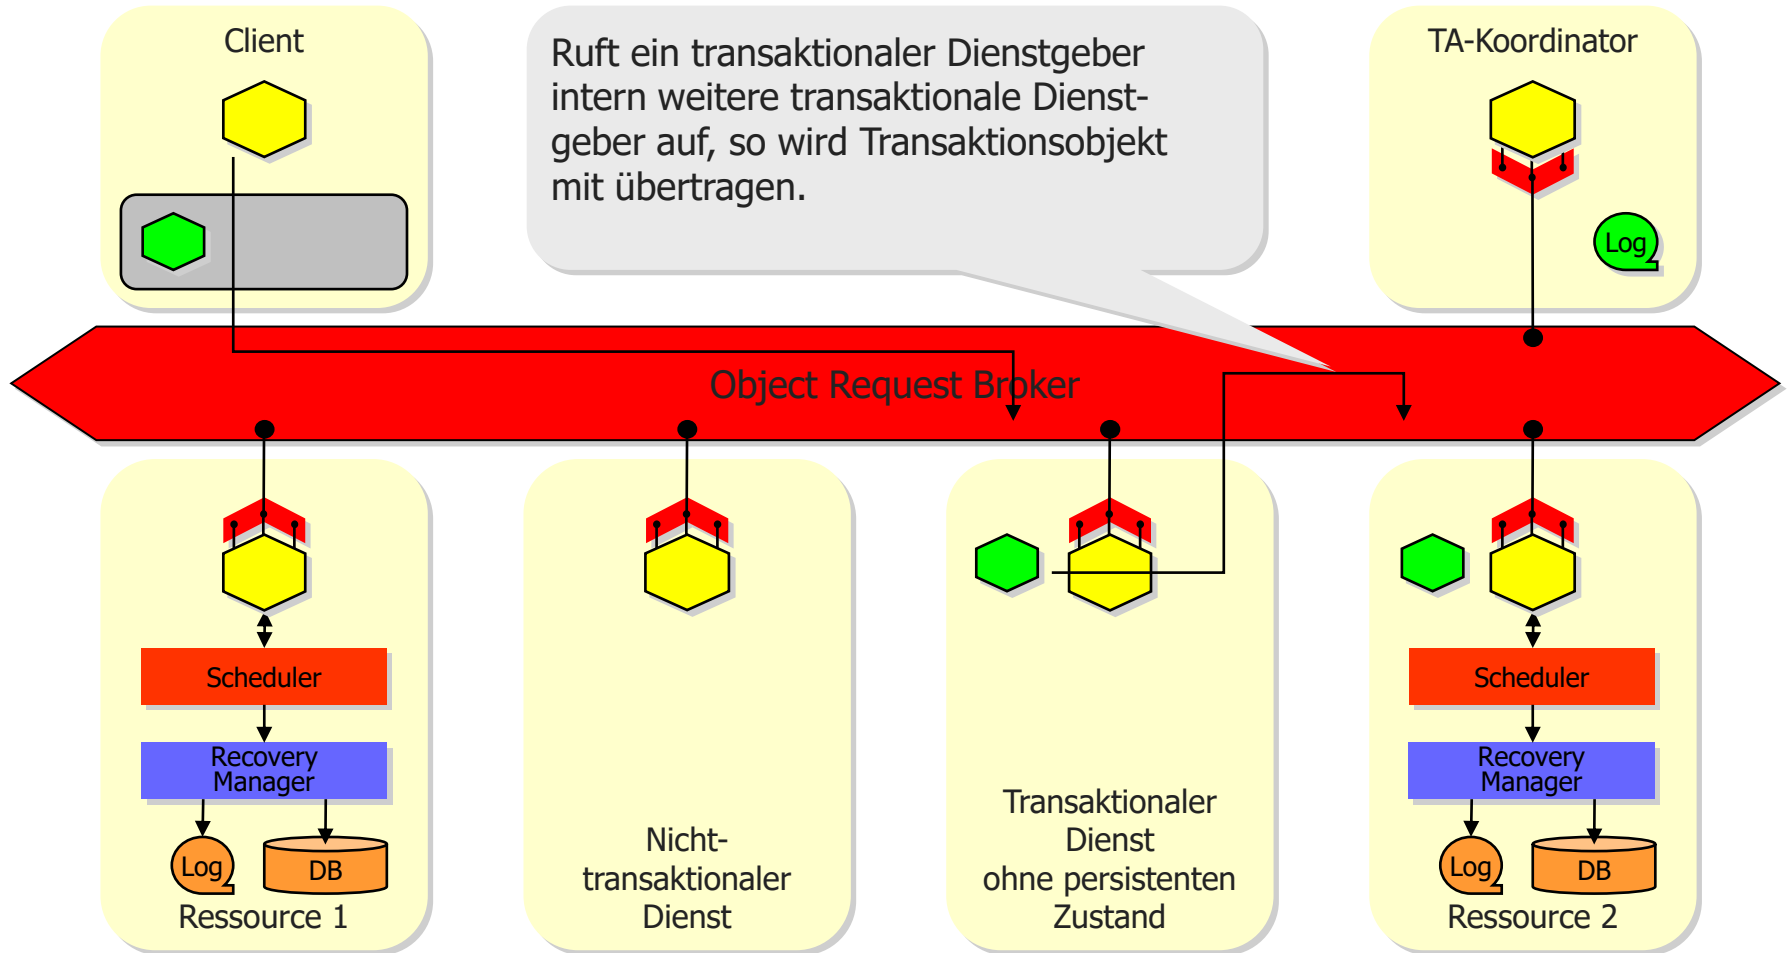 Client
Ruft ein transaktionaler Dienstgeber
intern weitere transaktionale Dienst-
geber auf, so wird Transaktionsobjekt
mit übertragen.
TA-Koordinator
Log
Object Request Broker
Scheduler
Recovery
Manager
Log
DB
Ressource 1
Nicht-
transaktionaler
Dienst
Transaktionaler
Dienst
ohne persistenten
Zustand
Scheduler
Recovery
Manager
Log
DB
Ressource 2